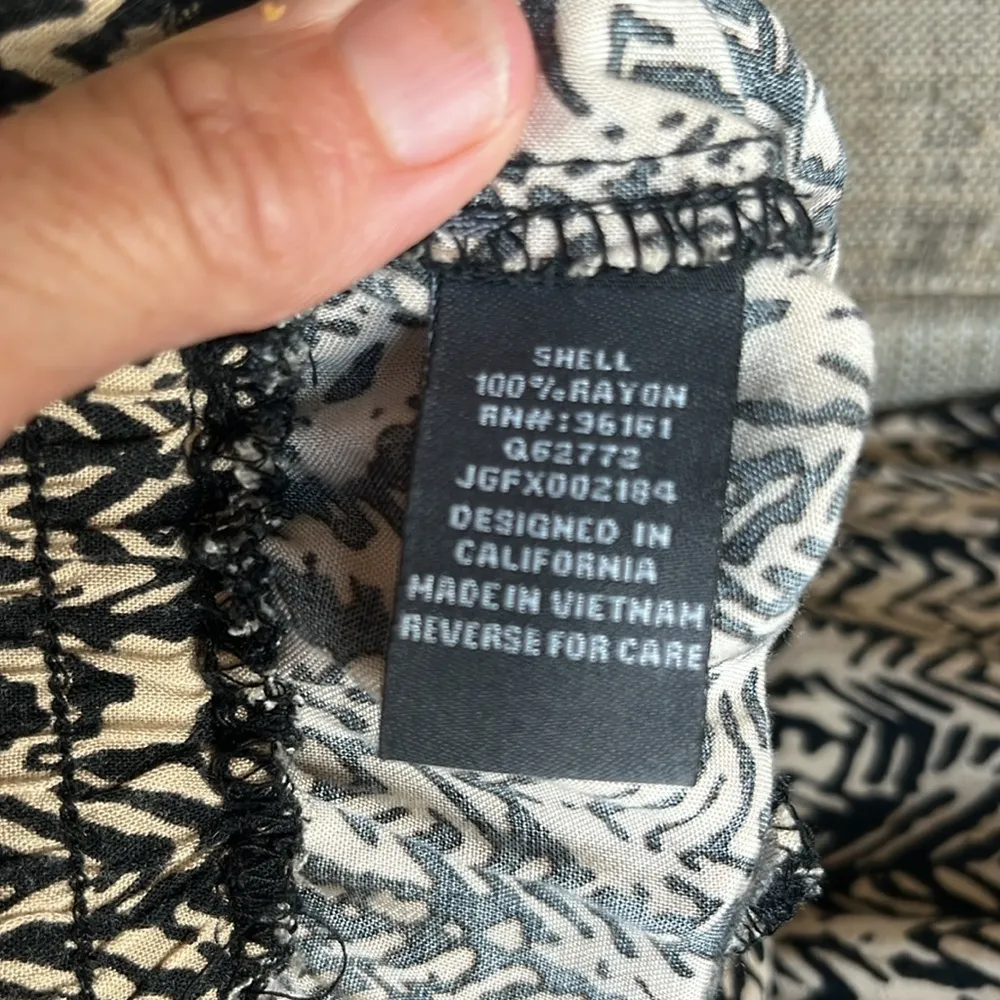 SHELL
100%RAYON
RN#:96161
Q62772
JGFX002184
DESIGNED IN
CALIFORNIA
MADE IN VIETNAM
REVERSE FOR CARE